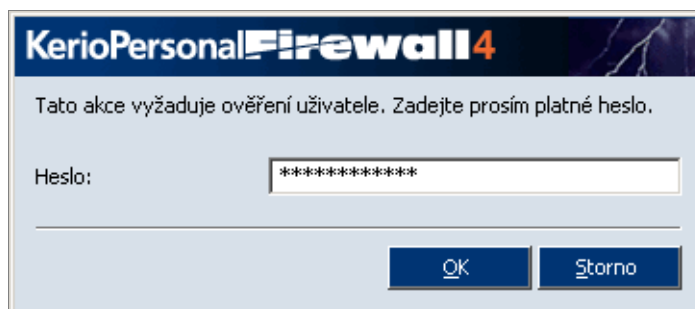 KerioPersonalFirewall4
Tato akce vyžaduje ověření uživatele. Zadejte prosím platné heslo.
Heslo: ************
OK Storno